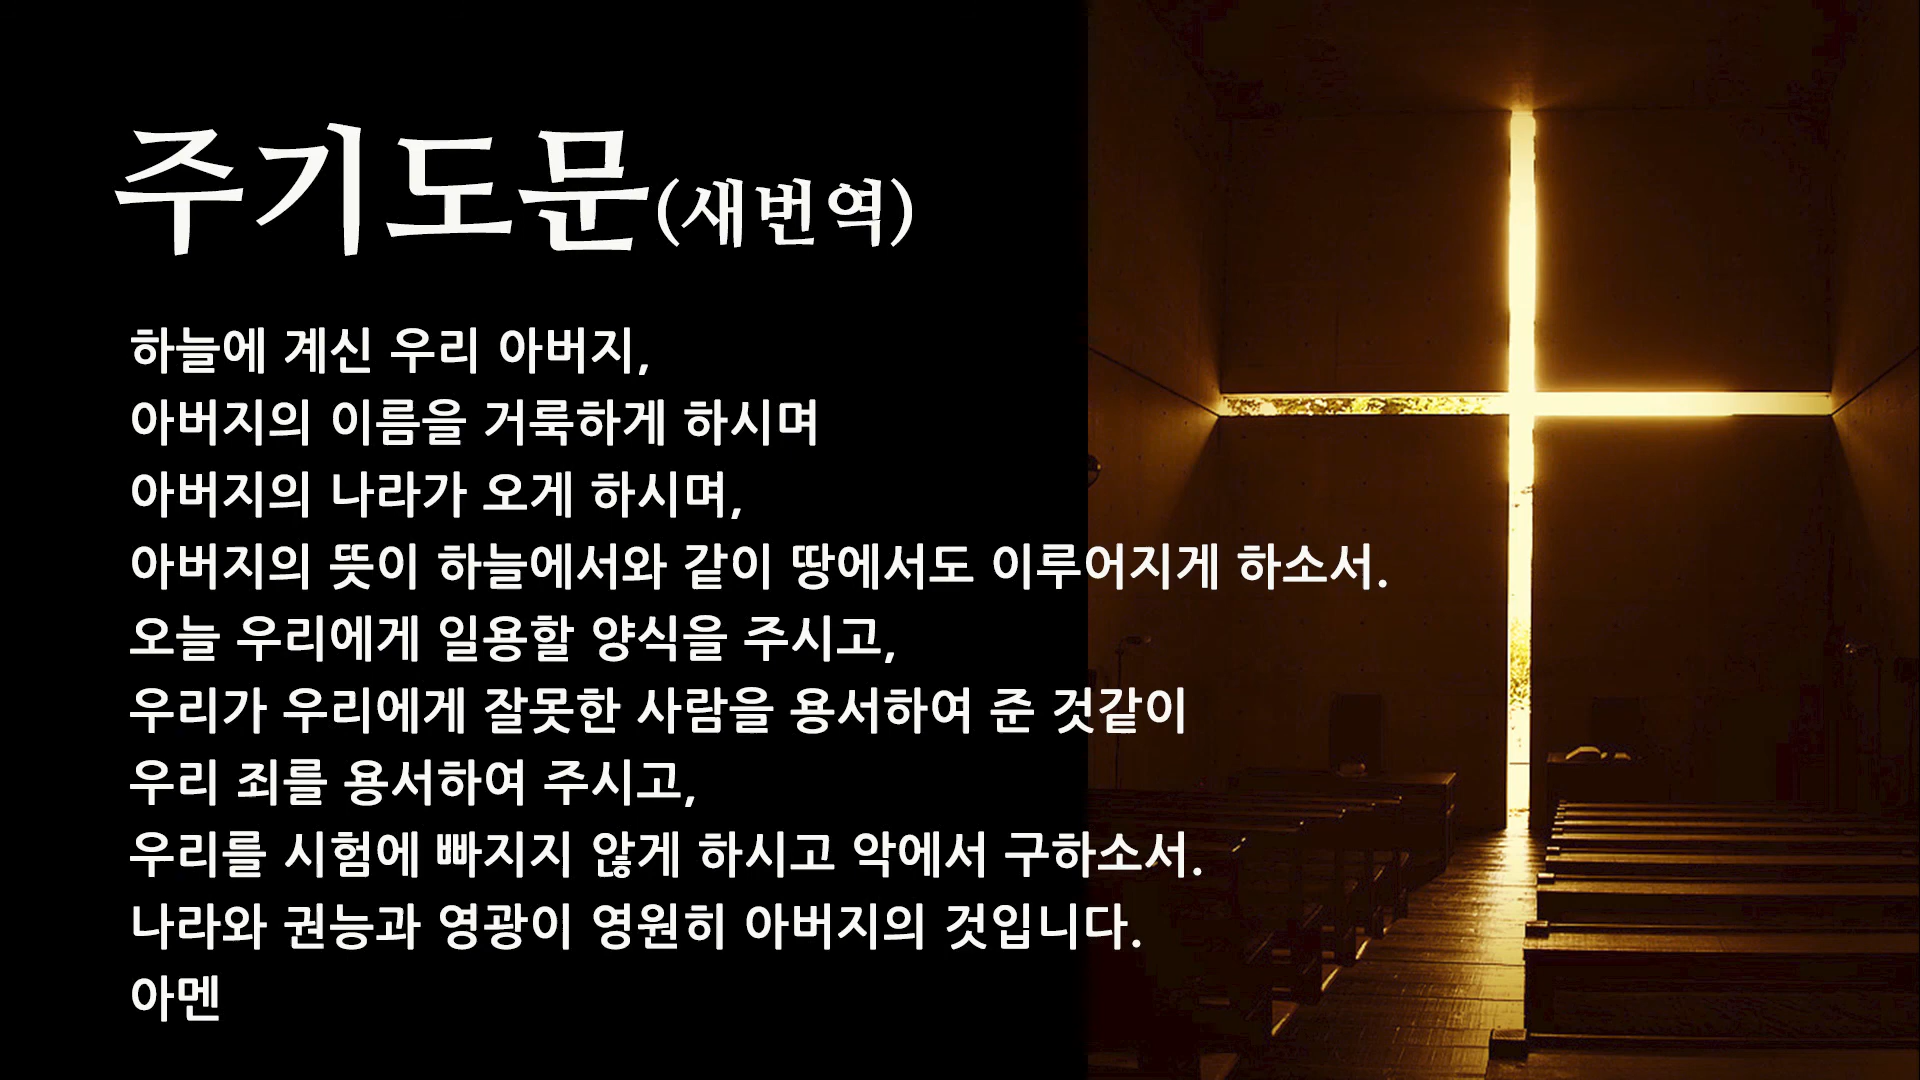 주기도문(새번역)
하늘에 계신 우리 아버지,
아버지의 이름을 거룩하게 하시며
아버지의 나라가 오게 하시며,
아버지의 뜻이 하늘에서와 같이 땅에서도 이루어지게 하소서.
오늘 우리에게 일용할 양식을 주시고,
우리가 우리에게 잘못한 사람을 용서하여 준 것같이
우리 죄를 용서하여 주시고,
우리를 시험에 빠지지 않게 하시고 악에서 구하소서.
나라와 권능과 영광이 영원히 아버지의 것입니다.
아멘